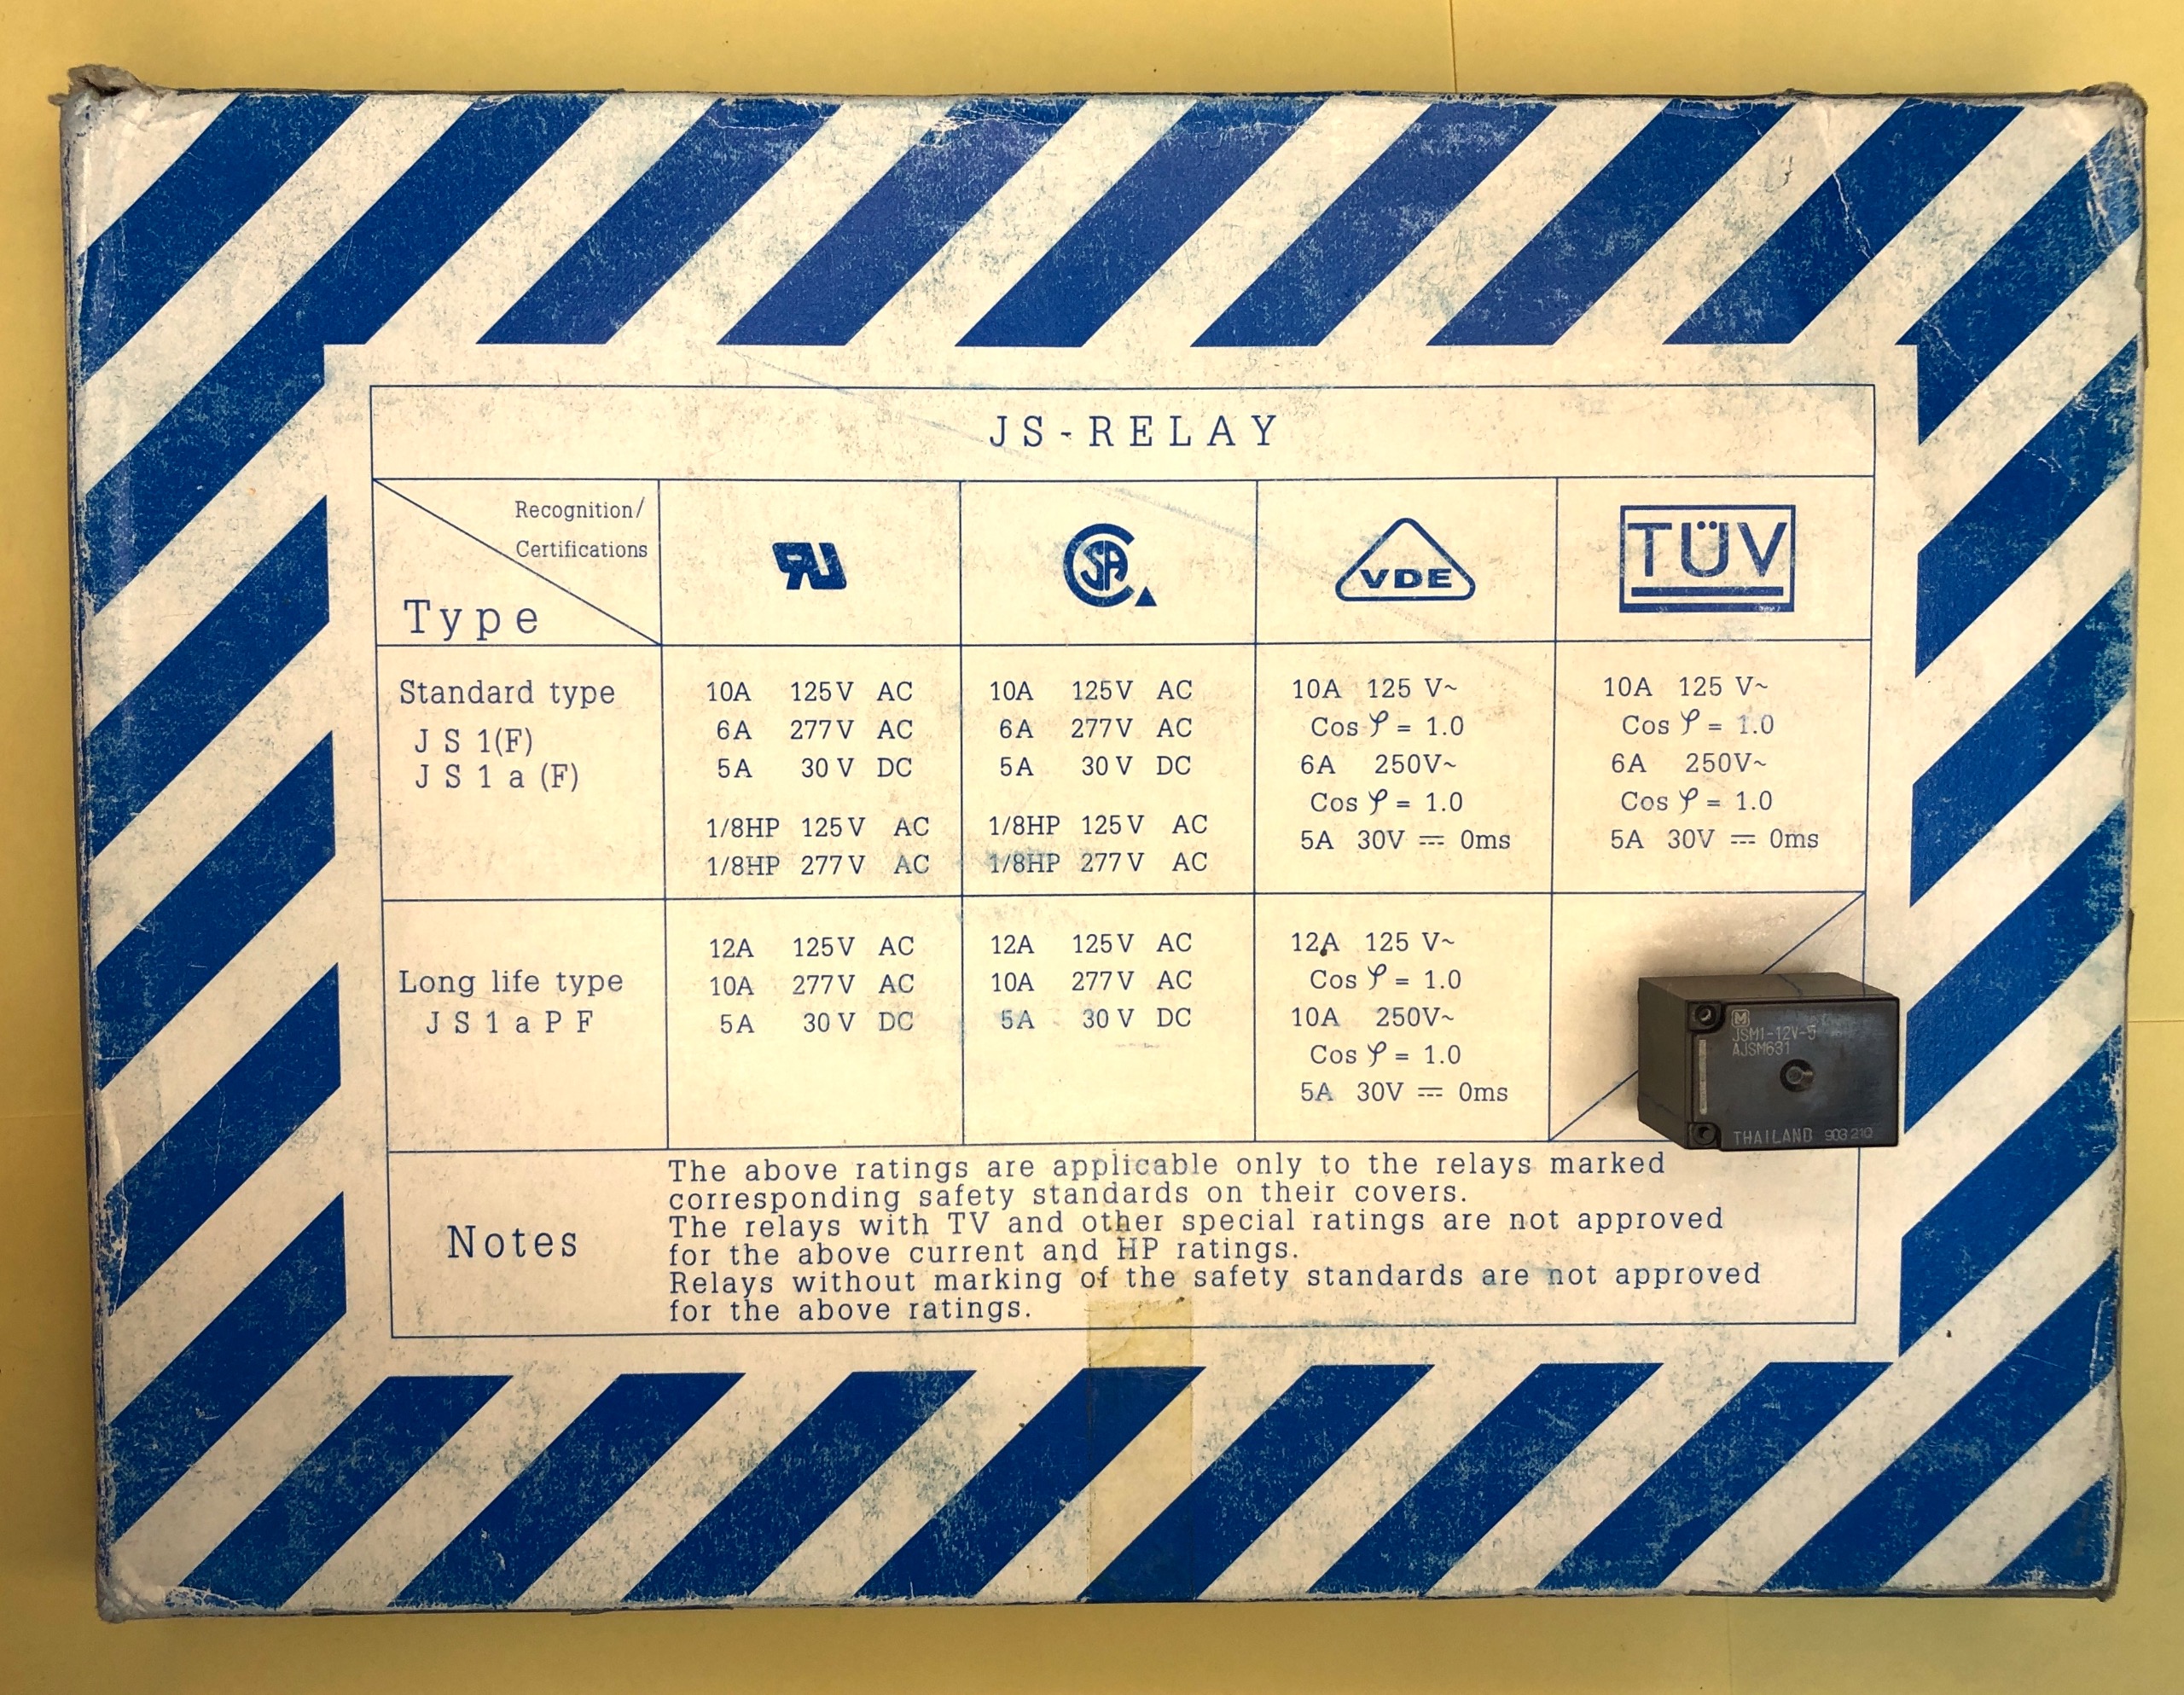 JS-RELAY
Recognition/
Certifications
Type
RU
CSA
VDE
TÜV
Standard type
JS1(F)
JS1a(F)
10A 125V AC
6A 277V AC
5A 30V DC
1/8HP 125V AC
1/8HP 277V AC
10A 125V AC
6A 277V AC
5A 30V DC
1/8HP 125V AC
1/8HP 277V AC
10A 125 V~
Cos φ = 1.0
6A 250V~
Cos φ = 1.0
5A 30V ⎓ 0ms
10A 125 V~
Cos φ = 1.0
6A 250V~
Cos φ = 1.0
5A 30V ⎓ 0ms
Long life type
JS1aPF
12A 125V AC
10A 277V AC
5A 30V DC
12A 125V AC
10A 277V AC
5A 30V DC
12A 125 V~
Cos φ = 1.0
10A 250V~
Cos φ = 1.0
5A 30V ⎓ 0ms
M
JSM1-12V-5
AJSM631
THAILAND 903 210
Notes
The above ratings are applicable only to the relays marked
corresponding safety standards on their covers.
The relays with TV and other special ratings are not approved
for the above current and HP ratings.
Relays without marking of the safety standards are not approved
for the above ratings.